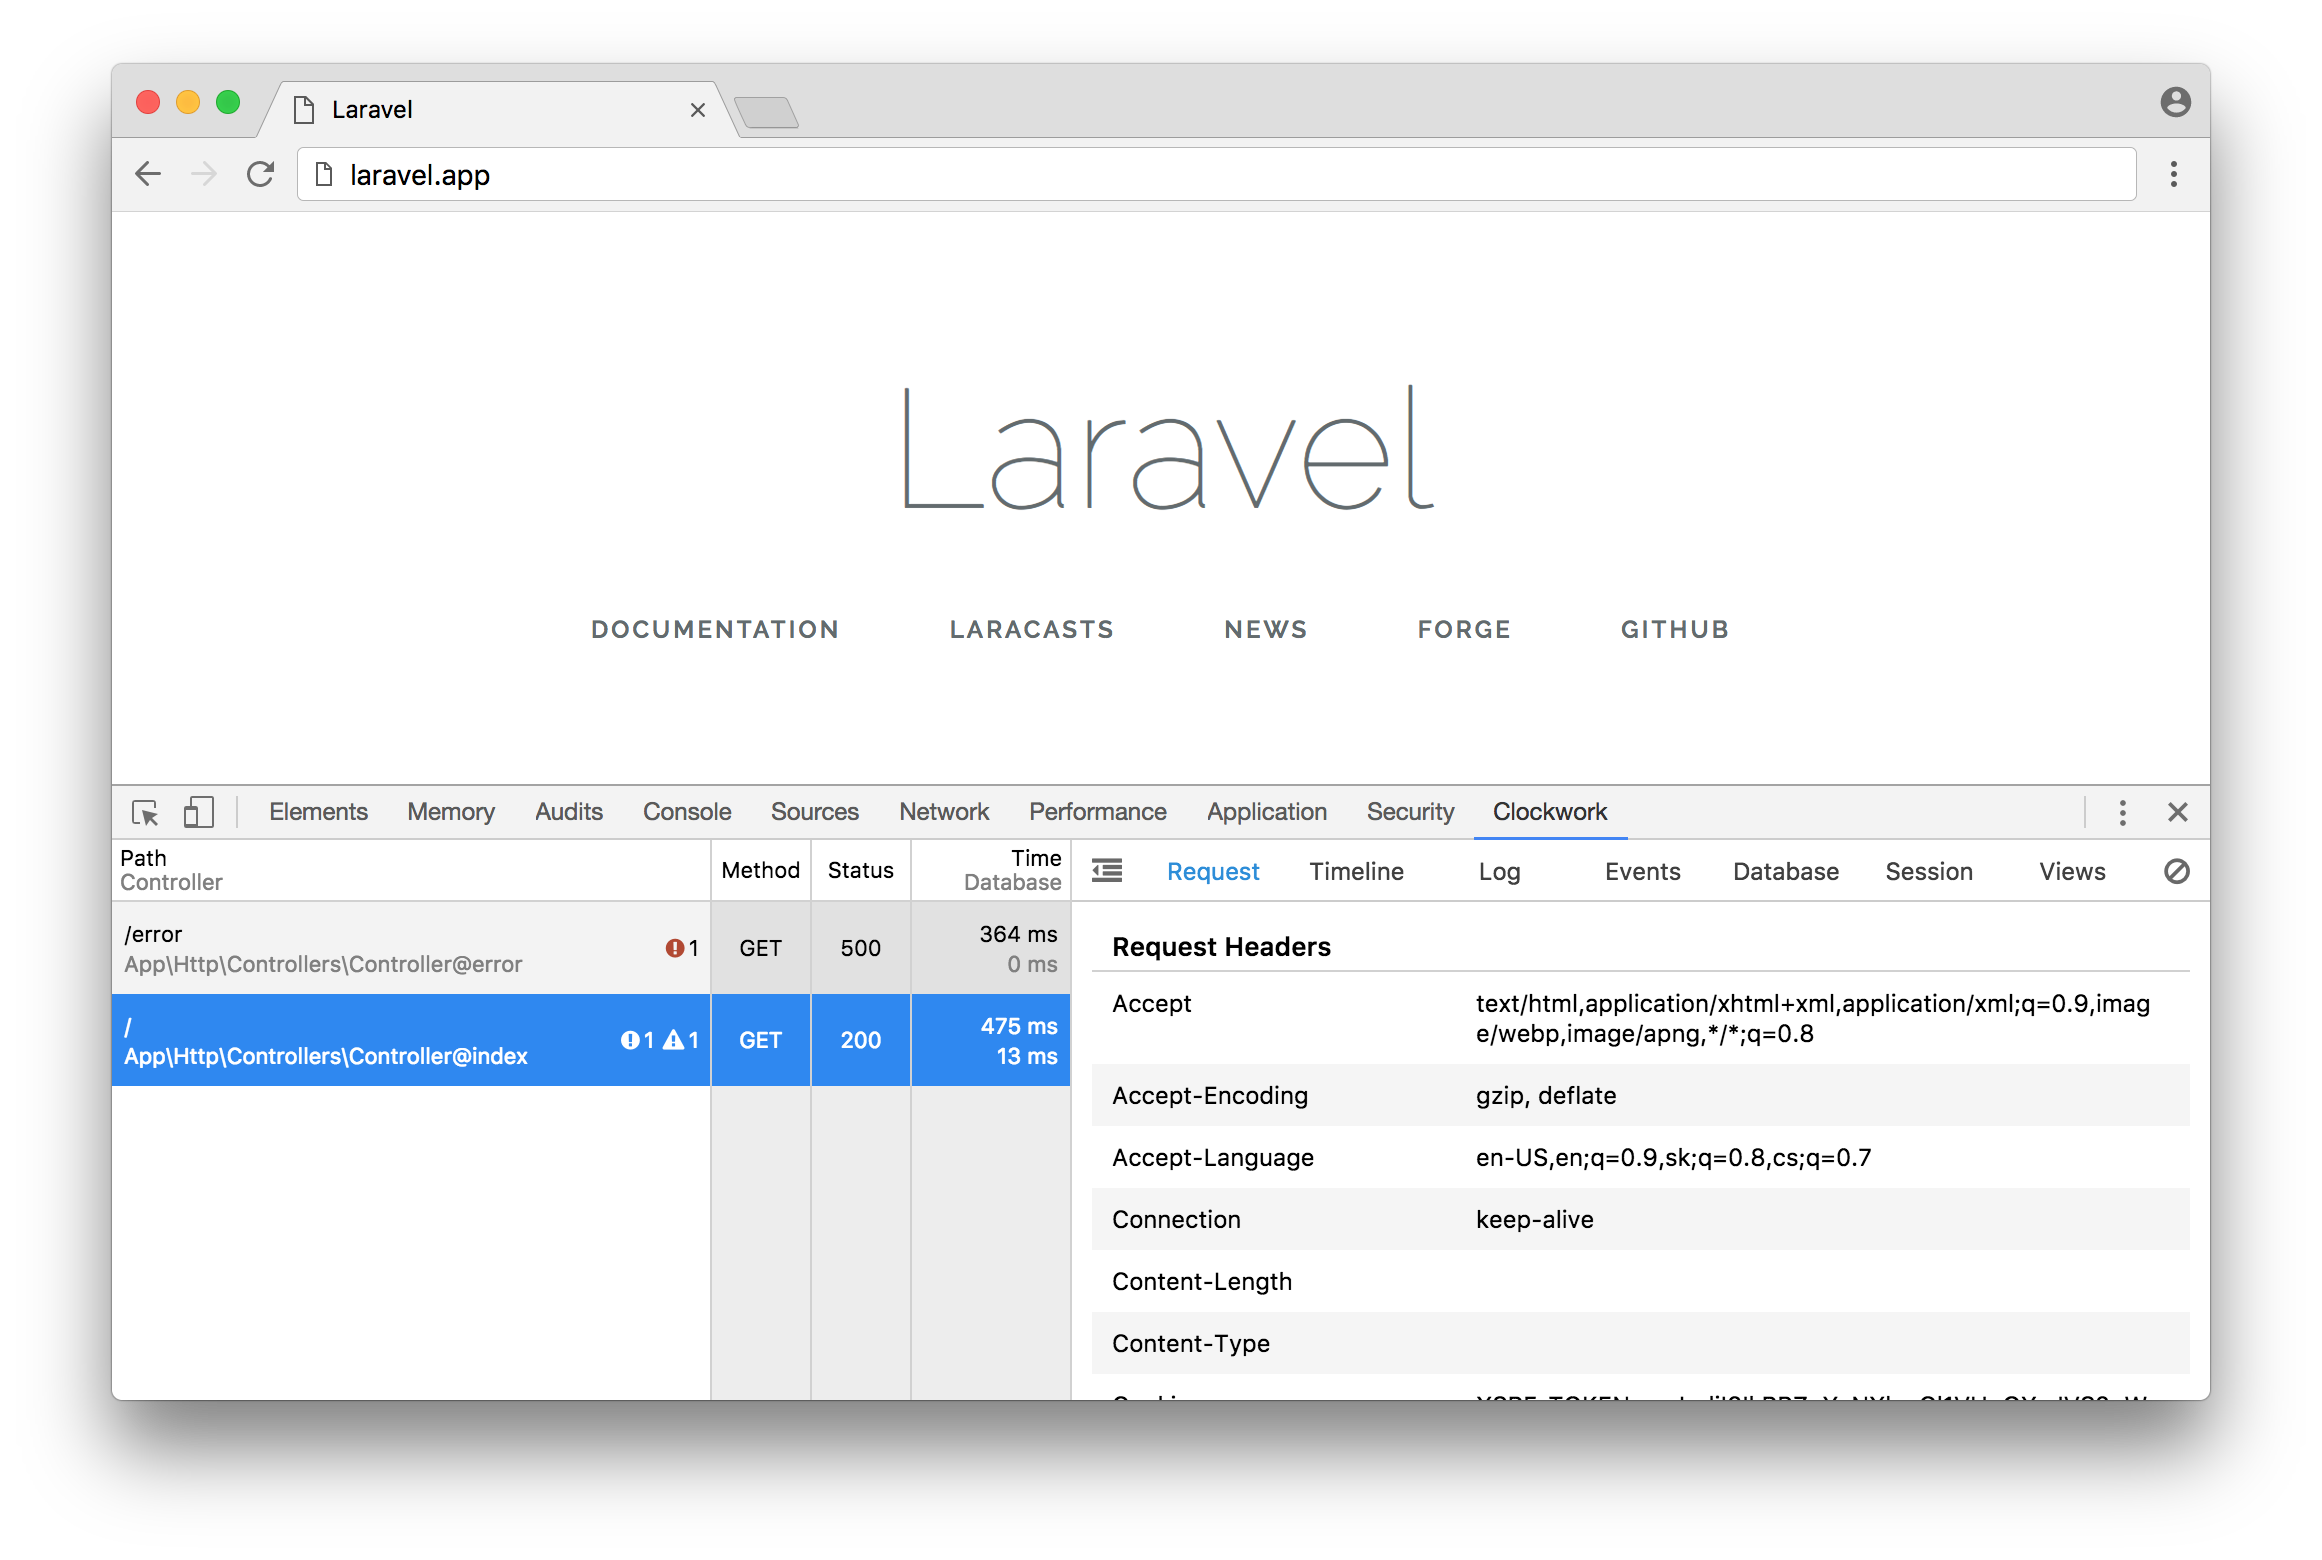 Laravel
laravel.app
Laravel
DOCUMENTATION LARACASTS NEWS FORGE GITHUB
Elements Memory Audits Console Sources Network Performance Application Security Clockwork
Path Method Status Time
Controller Database
Request Timeline Log Events Database Session Views
/error 1 GET 500 364 ms
App\Http\Controllers\Controller@error 0 ms
/ 1 1 GET 200 475 ms
App\Http\Controllers\Controller@index 13 ms
Request Headers
Accept text/html,application/xhtml+xml,application/xml;q=0.9,imag
e/webp,image/apng,*/*;q=0.8
Accept-Encoding gzip, deflate
Accept-Language en-US,en;q=0.9,sk;q=0.8,cs;q=0.7
Connection keep-alive
Content-Length
Content-Type